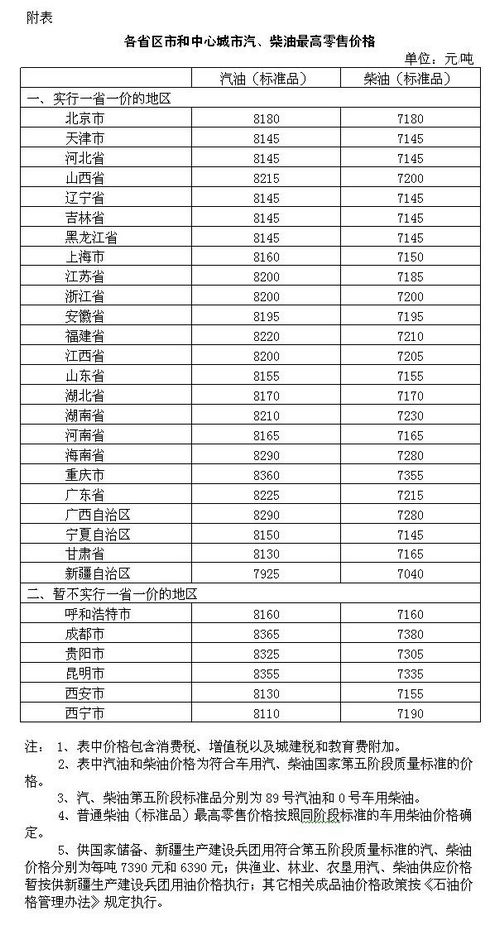 附表
各省区市和中心城市汽、柴油最高零售价格
单位：元/吨
汽油（标准品） 柴油（标准品）
一、实行一省一价的地区
北京市 8180 7180
天津市 8145 7145
河北省 8145 7145
山西省 8215 7200
辽宁省 8145 7145
吉林省 8145 7145
黑龙江省 8145 7145
上海市 8160 7150
江苏省 8200 7185
浙江省 8200 7200
安徽省 8195 7195
福建省 8220 7210
江西省 8200 7205
山东省 8155 7155
湖北省 8170 7170
湖南省 8210 7230
河南省 8165 7165
海南省 8290 7280
重庆市 8360 7355
广东省 8225 7215
广西自治区 8290 7280
宁夏自治区 8150 7145
甘肃省 8130 7165
新疆自治区 7925 7040
二、暂不实行一省一价的地区
呼和浩特市 8160 7160
成都市 8365 7380
贵阳市 8325 7305
昆明市 8355 7335
西安市 8130 7155
西宁市 8110 7190
注： 1、表中价格包含消费税、增值税以及城建税和教育费附加。
2、表中汽油和柴油价格为符合车用汽、柴油国家第五阶段质量标准的价
格。
3、汽、柴油第五阶段标准品分别为 89 号汽油和 0 号车用柴油。
4、普通柴油（标准品）最高零售价格按照同阶段标准的车用柴油价格确
定。
5、供国家储备、新疆生产建设兵团用符合第五阶段质量标准的汽、柴油
价格分别为每吨 7390 元和 6390 元；供渔业、林业、农垦用汽、柴油供应价格
暂按供新疆生产建设兵团用油价格执行；其它相关成品油价格政策按《石油价
格管理办法》规定执行。